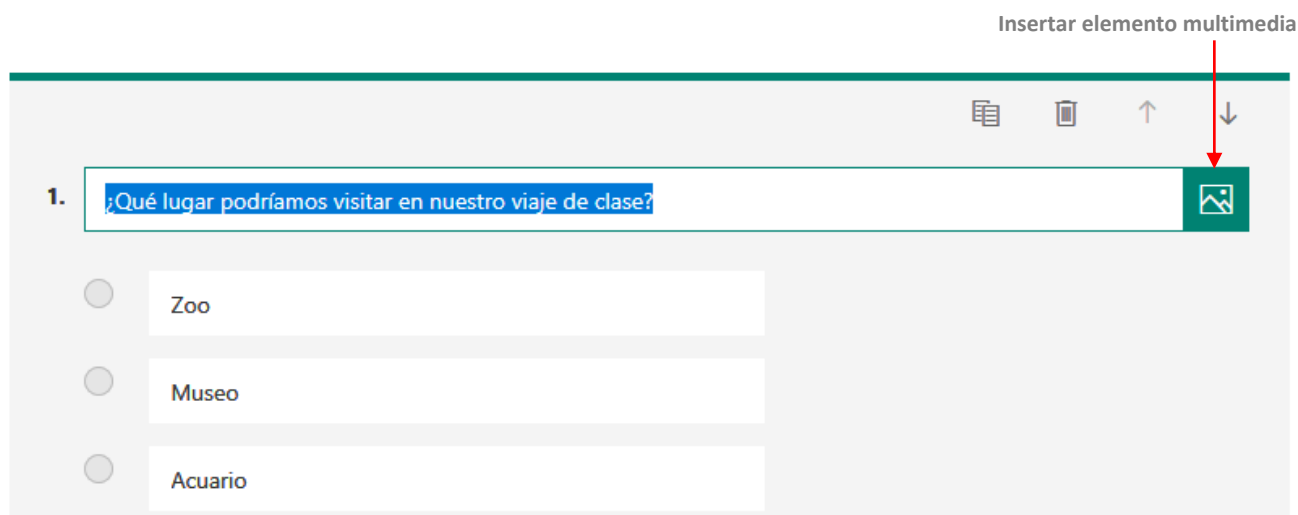 Insertar elemento multimedia
1. ¿Qué lugar podríamos visitar en nuestro viaje de clase?
Zoo
Museo
Acuario